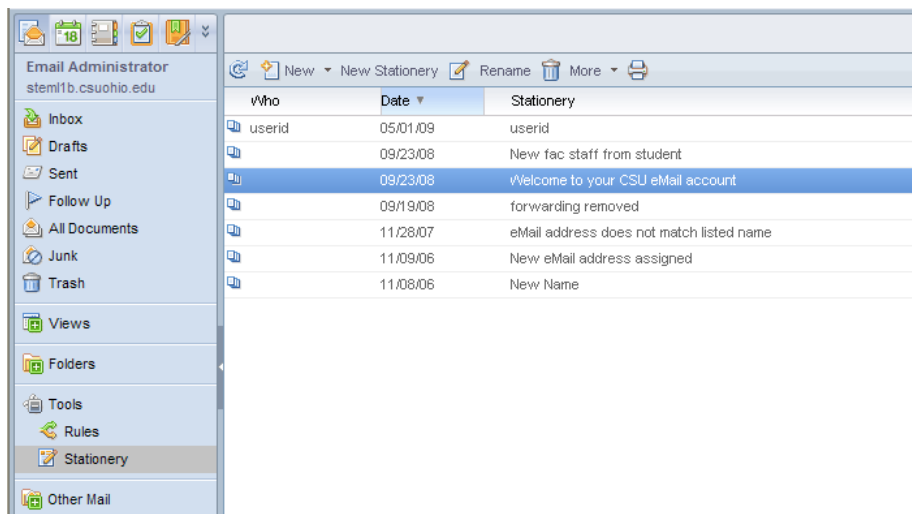 18
Email Administrator
steml1b.csuohio.edu
Inbox
Drafts
Sent
Follow Up
All Documents
Junk
Trash
Views
Folders
Tools
Rules
Stationery
Other Mail
New New Stationery Rename More
Who Date Stationery
userid 05/01/09 userid
09/23/08 New fac staff from student
09/23/08 Welcome to your CSU eMail account
09/19/08 forwarding removed
11/28/07 eMail address does not match listed name
11/09/06 New eMail address assigned
11/08/06 New Name